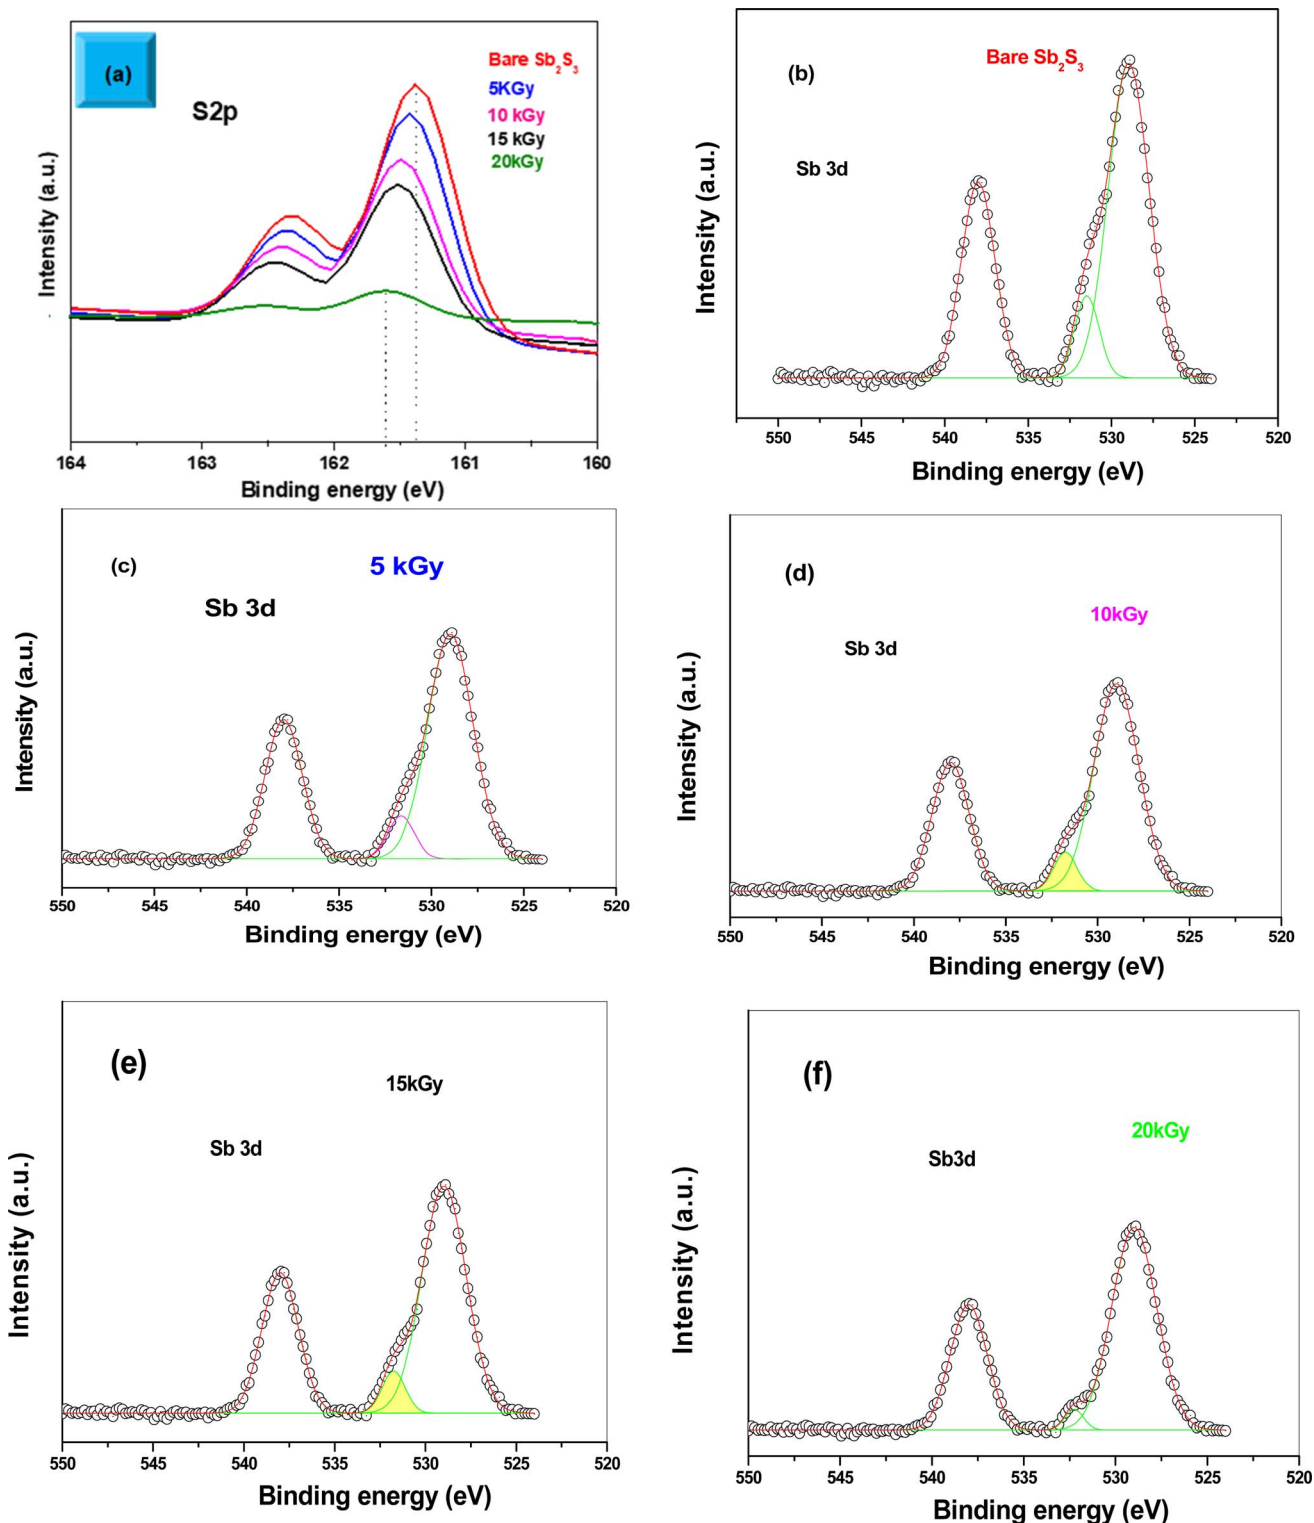 (a)
S2p
Bare Sb₂S₃
5KGy
10 kGy
15 kGy
20kGy
Intensity (a.u.)
164 163 162 161 160
Binding energy (eV)
(b)
Bare Sb₂S₃
Sb 3d
Intensity (a.u.)
550 545 540 535 530 525 520
Binding energy (eV)
(c)
5 kGy
Sb 3d
Intensity (a.u.)
550 545 540 535 530 525 520
Binding energy (eV)
(d)
10kGy
Sb 3d
Intensity (a.u.)
550 545 540 535 530 525 520
Binding energy (eV)
(e)
15kGy
Sb 3d
Intensity (a.u.)
550 545 540 535 530 525 520
Binding energy (eV)
(f)
20kGy
Sb3d
Intensity (a.u.)
550 545 540 535 530 525 520
Binding energy (eV)